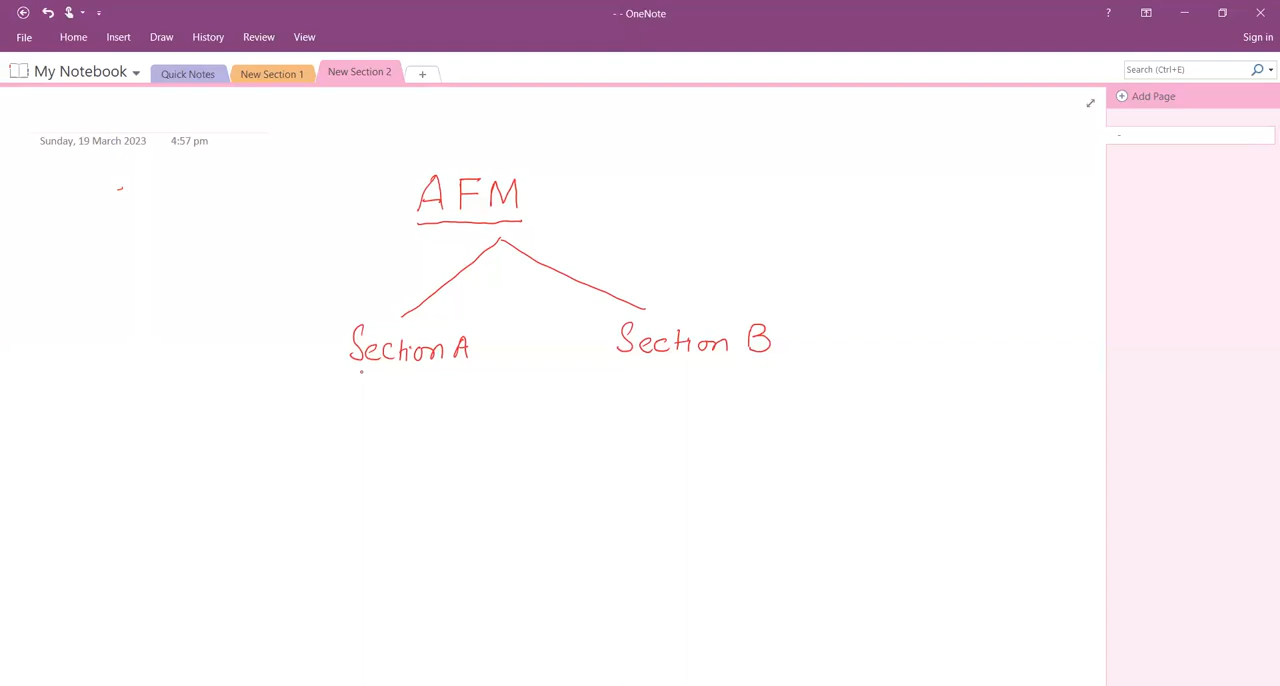 - - OneNote
?
File Home Insert Draw History Review View
Sign in
My Notebook Quick Notes New Section 1 New Section 2 +
Search (Ctrl+E)
Add Page
-
Sunday, 19 March 2023 4:57 pm
AFM
Section A Section B